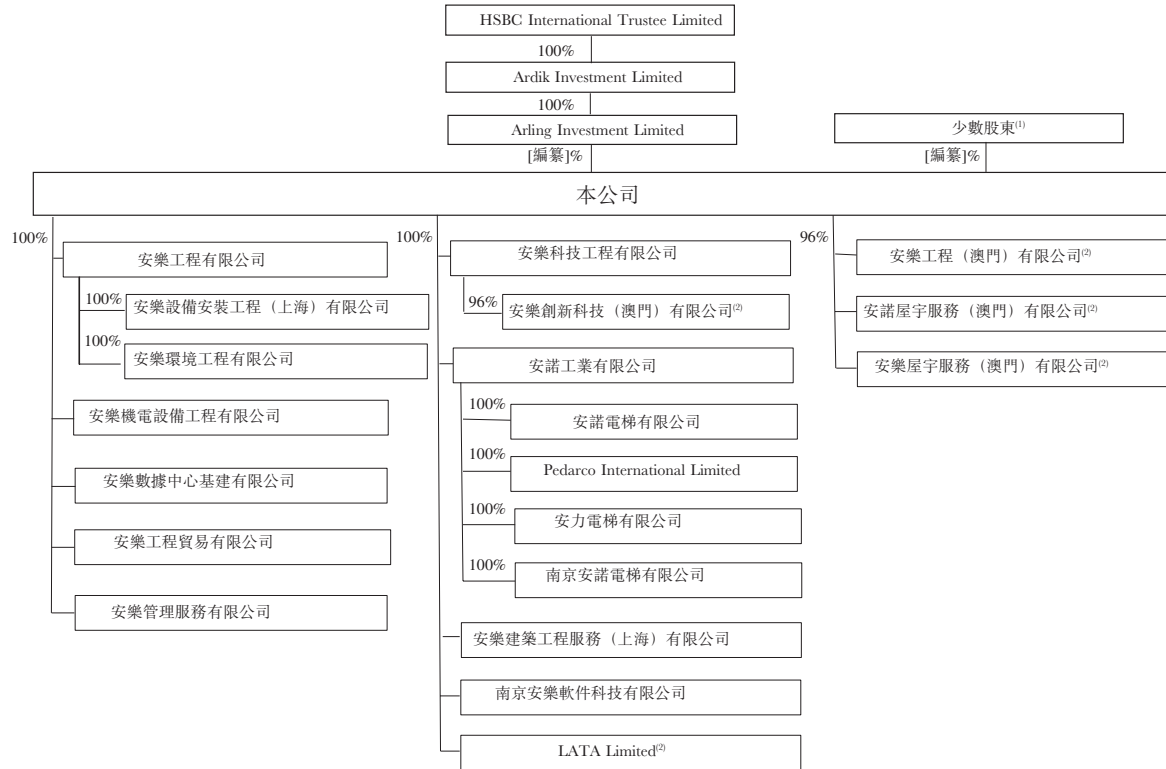 HSBC International Trustee Limited
100%
Ardik Investment Limited
100%
Arling Investment Limited
少數股東(1)
[編纂]%
[編纂]%
本公司
100%
100%
96%
安樂工程有限公司
安樂科技工程有限公司
安樂工程（澳門）有限公司(2)
100%
安樂設備安裝工程（上海）有限公司
96%
安樂創新科技（澳門）有限公司(2)
安諾屋宇服務（澳門）有限公司(2)
100%
安樂環境工程有限公司
安諾工業有限公司
安樂屋宇服務（澳門）有限公司(2)
安樂機電設備工程有限公司
100%
安諾電梯有限公司
100%
Pedarco International Limited
安樂數據中心基建有限公司
100%
安力電梯有限公司
安樂工程貿易有限公司
100%
南京安諾電梯有限公司
安樂管理服務有限公司
安樂建築工程服務（上海）有限公司
南京安樂軟件科技有限公司
LATA Limited(2)